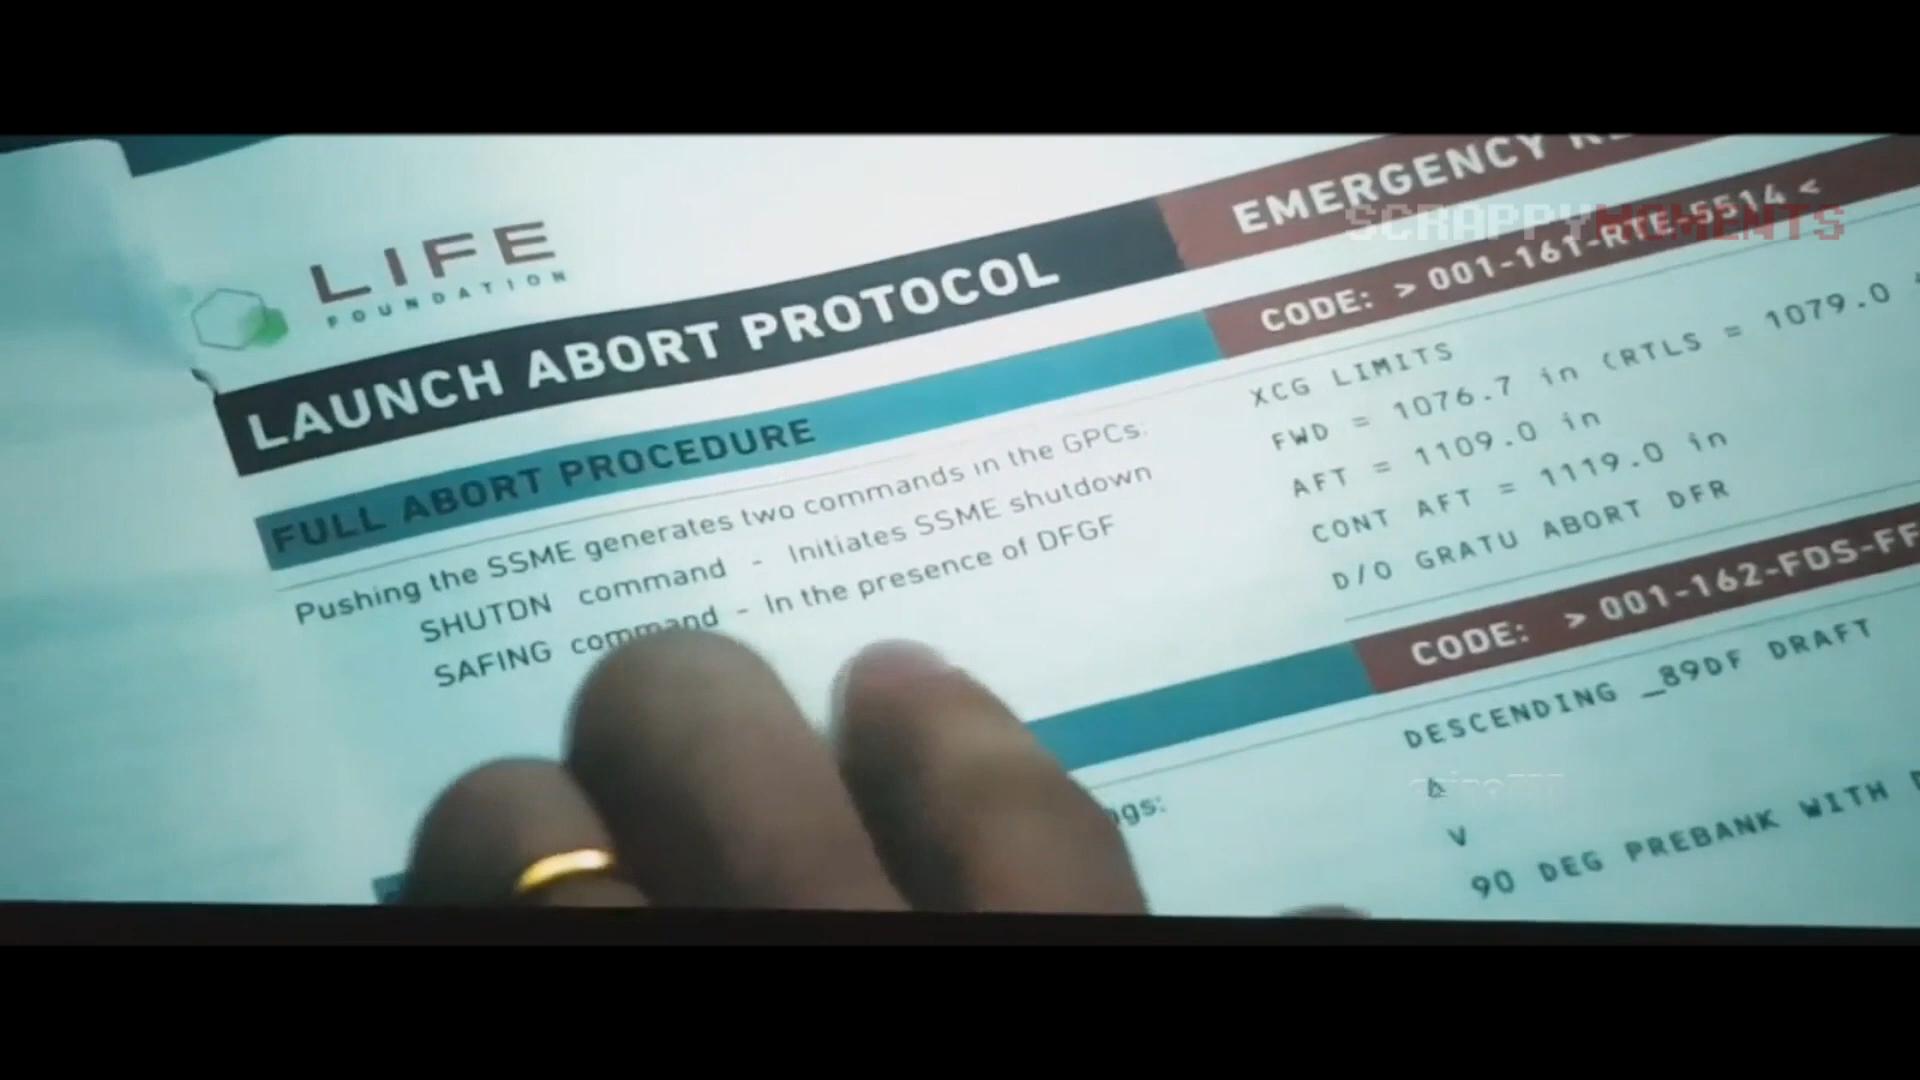 LIFE
FOUNDATION
LAUNCH ABORT PROTOCOL
FULL ABORT PROCEDURE
Pushing the SSME generates two commands in the GPCs:
SHUTDN command - Initiates SSME shutdown
SAFING command - In the presence of DFGF
EMERGENCY
SCRAPPYMOMENTS
CODE: > 001-161-RTE-5514 <
XCG LIMITS
FWD = 1076.7 in (RTLS = 1079.0
AFT = 1109.0 in
CONT AFT = 1119.0 in
D/O GRATU ABORT DFR
CODE: > 001-162-FDS-FF
DESCENDING _89DF DRAFT
V
90 DEG PREBANK WITH